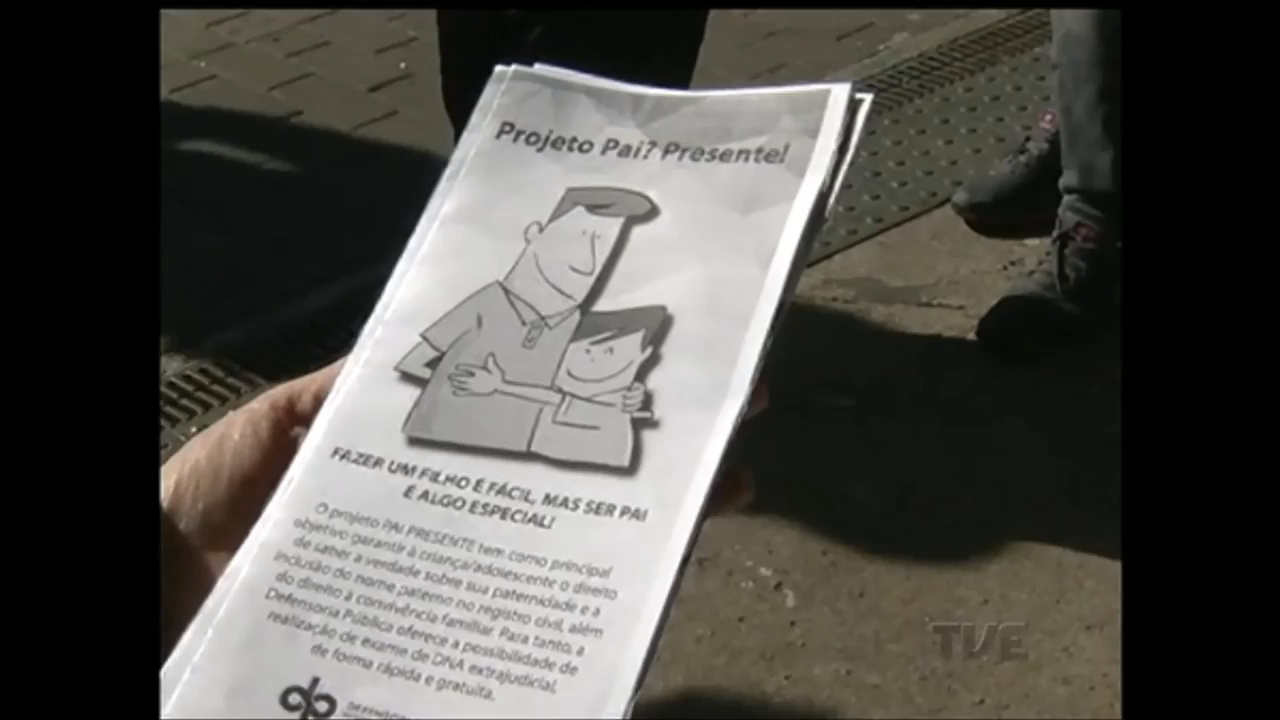 Projeto Pai? Presente!
FAZER UM FILHO É FÁCIL, MAS SER PAI
É ALGO ESPECIAL!
O projeto PAI PRESENTE tem como principal
objetivo garantir à criança/adolescente o direito
de saber a verdade sobre sua paternidade e a
inclusão do nome paterno no registro civil, além
do direito à convivência familiar. Para tanto, a
Defensoria Pública oferece a possibilidade de
realização de exame de DNA extrajudicial,
de forma rápida e gratuita.
TVE